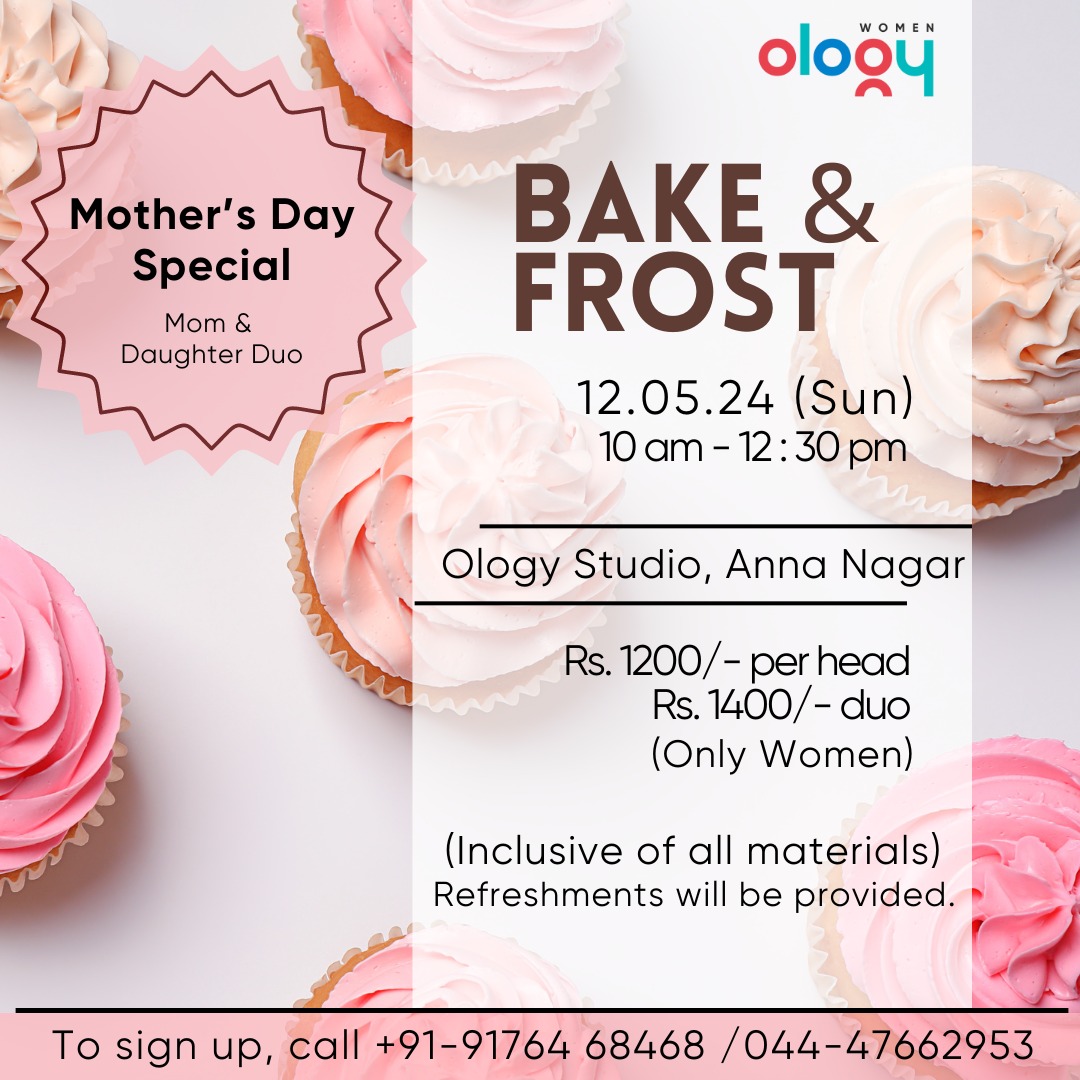 WOMEN
ology
BAKE &
FROST
Mother's Day
Special
Mom &
Daughter Duo
12.05.24 (Sun)
10 am - 12 : 30 pm
Ology Studio, Anna Nagar
Rs. 1200/- per head
Rs. 1400/- duo
(Only Women)
(Inclusive of all materials)
Refreshments will be provided.
To sign up, call +91-91764 68468 /044-47662953